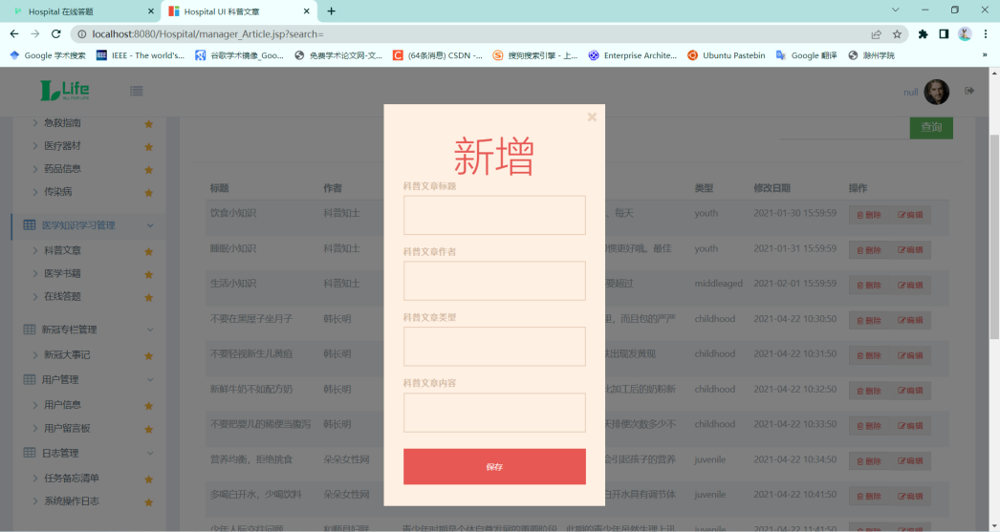 Hospital 在线答题
Hospital UI 科普文章
localhost:8080/Hospital/manager_Article.jsp?search=
Google 学术搜索
IEEE - The world's...
谷歌学术镜像_Goo...
免费学术论文网-文...
(64条消息) CSDN -...
搜狗搜索引擎 - 上...
Enterprise Archite...
Ubuntu Pastebin
Google 翻译
滁州学院
»
Life
null
急救指南
医疗器材
药品信息
传染病
医学知识学习管理
科普文章
医学书籍
在线答题
新冠专栏管理
新冠大事记
用户管理
用户信息
用户留言板
日志管理
任务备忘清单
系统操作日志
查询
标题 作者 类型 修改日期 操作
饮食小知识 科普知士 。每天 youth 2021-01-30 15:59:59 删除 编辑
睡眠小知识 科普知士 惯更好哦。最佳 youth 2021-01-31 15:59:59 删除 编辑
生活小知识 科普知士 要超过 middleaged 2021-02-01 15:59:59 删除 编辑
不要在黑屋子坐月子 韩长明 里，而且包的严严 childhood 2021-04-22 10:30:50 删除 编辑
不要轻视新生儿黄疸 韩长明 出现发黄现 childhood 2021-04-22 10:31:50 删除 编辑
新鲜牛奶不如配方奶 韩长明 比加工后的奶粉新 childhood 2021-04-22 10:32:50 删除 编辑
不要把婴儿的稀便当腹泻 韩长明 天排便次数多少不 childhood 2021-04-22 10:33:50 删除 编辑
营养均衡，拒绝挑食 朵朵女性网 会引起孩子的营养 juvenile 2021-04-22 10:34:50 删除 编辑
多喝白开水，少喝饮料 朵朵女性网 白开水具有调节体 juvenile 2021-04-22 10:41:50 删除 编辑
少年人际交往问题 juvenile 2021-04-22 11:41:50 删除 编辑
新增
科普文章标题
科普文章作者
科普文章类型
科普文章内容
保存